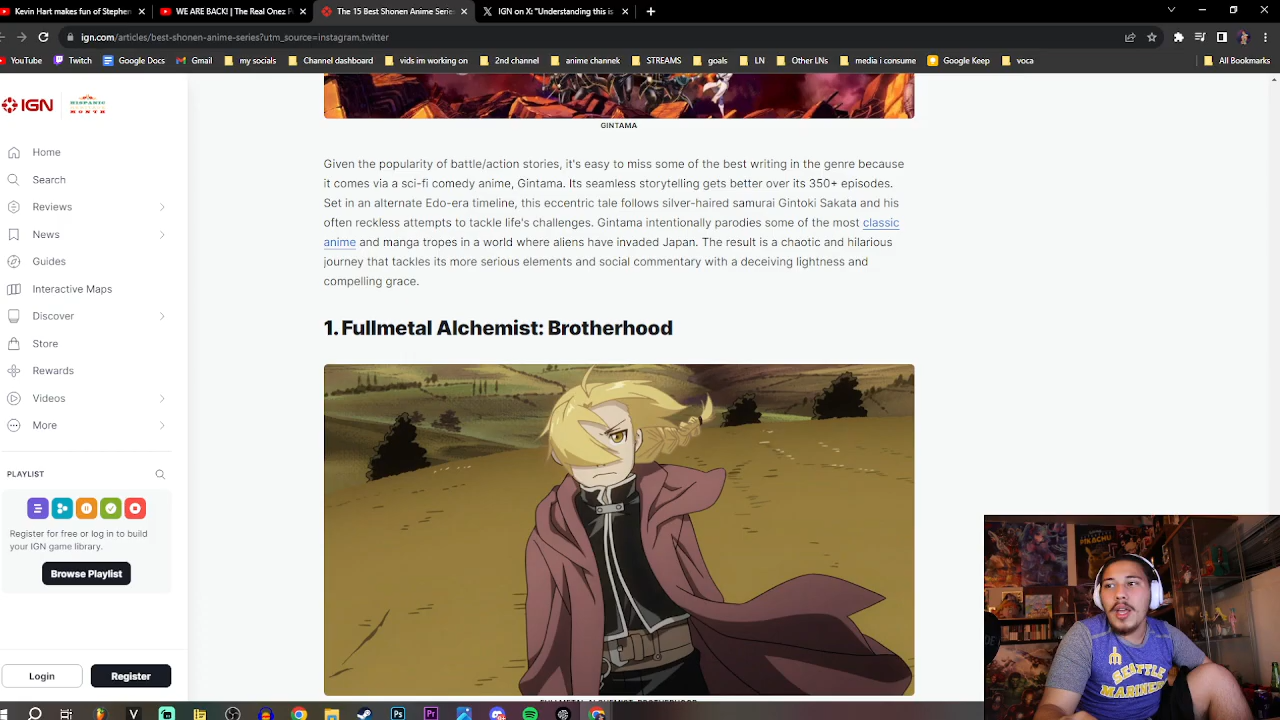 Kevin Hart makes fun of Stephen
WE ARE BACK! | The Real Onez P
The 15 Best Shonen Anime Serie
IGN on X: "Understanding this is
ign.com/articles/best-shonen-anime-series?utm_source=instagram,twitter
YouTube
Twitch
Google Docs
Gmail
my socials
Channel dashboard
vids im working on
2nd channel
anime channek
STREAMS
goals
LN
Other LNs
media i consume
Google Keep
voca
All Bookmarks
IGN
HISPANIC
MONTH
Home
Search
Reviews
News
Guides
Interactive Maps
Discover
Store
Rewards
Videos
More
PLAYLIST
Register for free or log in to build
your IGN game library.
Browse Playlist
Login
Register
GINTAMA
Given the popularity of battle/action stories, it's easy to miss some of the best writing in the genre because
it comes via a sci-fi comedy anime, Gintama. Its seamless storytelling gets better over its 350+ episodes.
Set in an alternate Edo-era timeline, this eccentric tale follows silver-haired samurai Gintoki Sakata and his
often reckless attempts to tackle life's challenges. Gintama intentionally parodies some of the most classic
anime and manga tropes in a world where aliens have invaded Japan. The result is a chaotic and hilarious
journey that tackles its more serious elements and social commentary with a deceiving lightness and
compelling grace.
1. Fullmetal Alchemist: Brotherhood
FULLMETAL ALCHEMIST: BROTHERHOOD
PIKACHU
SEATTLE
MARINERS